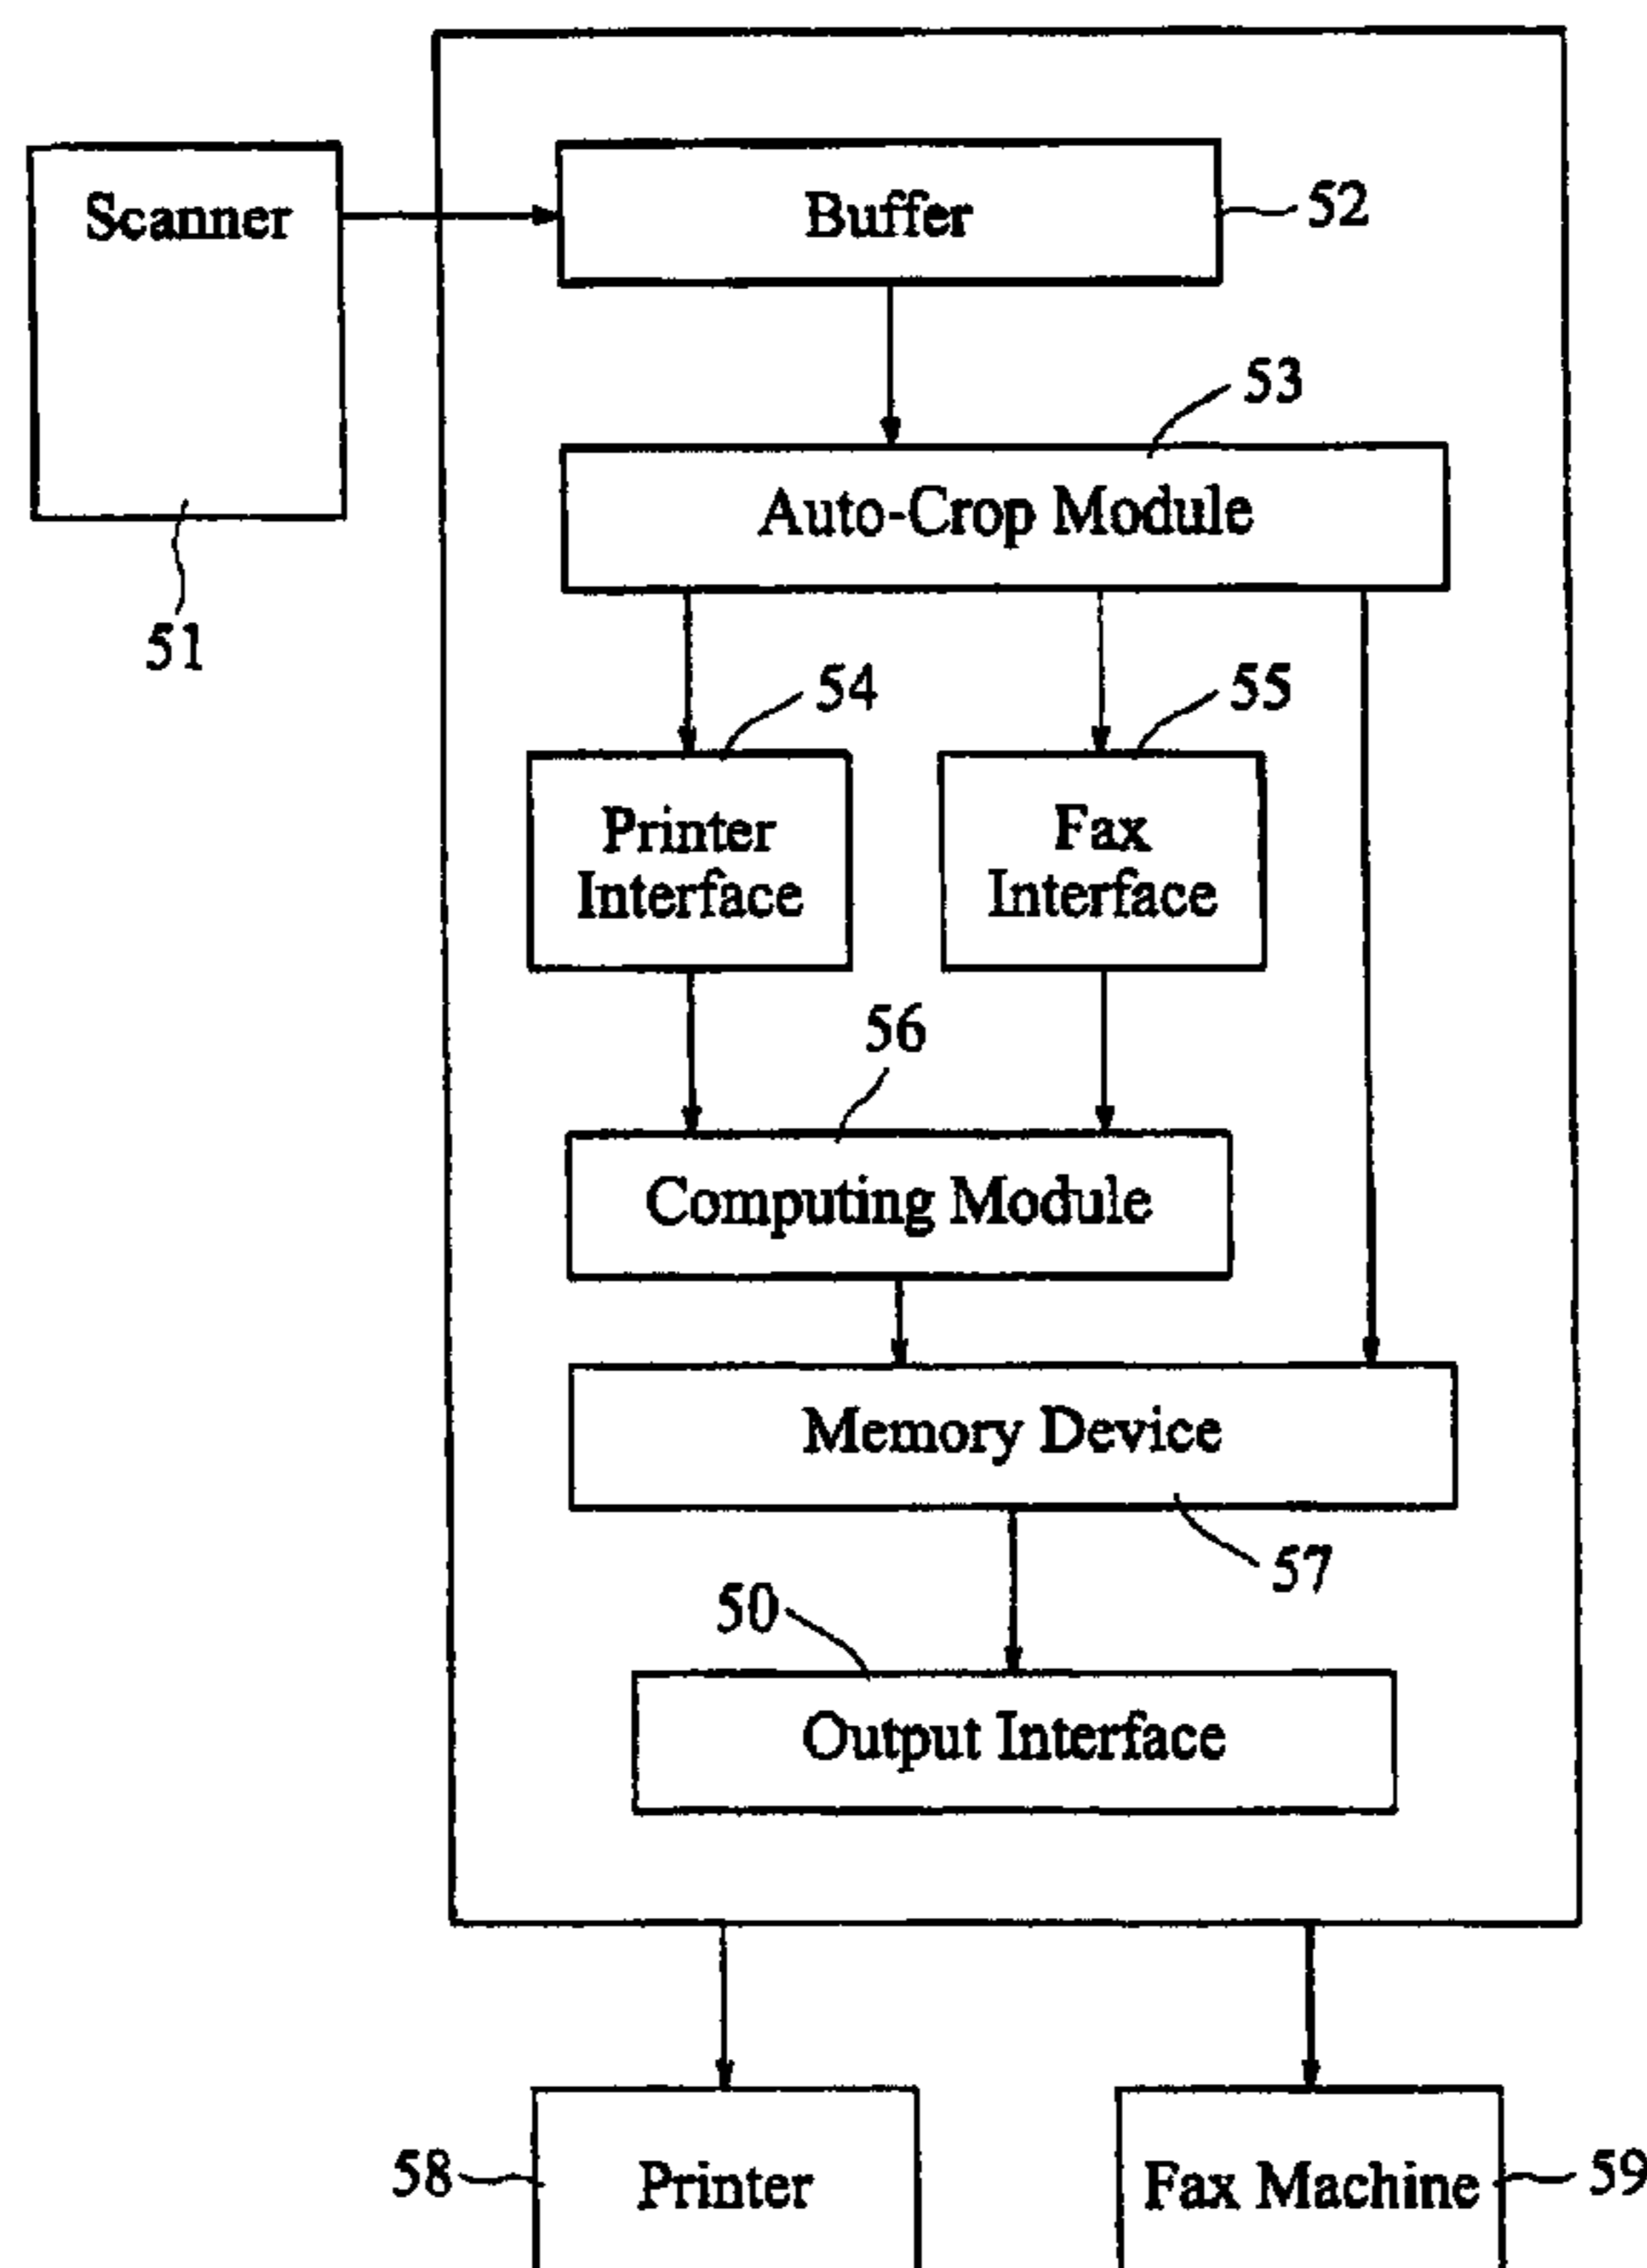 Scanner
Buffer
52
53
Auto-Crop Module
51
54
55
Printer
Interface
Fax
Interface
56
Computing Module
Memory Device
57
50
Output Interface
58
Printer
Fax Machine
59